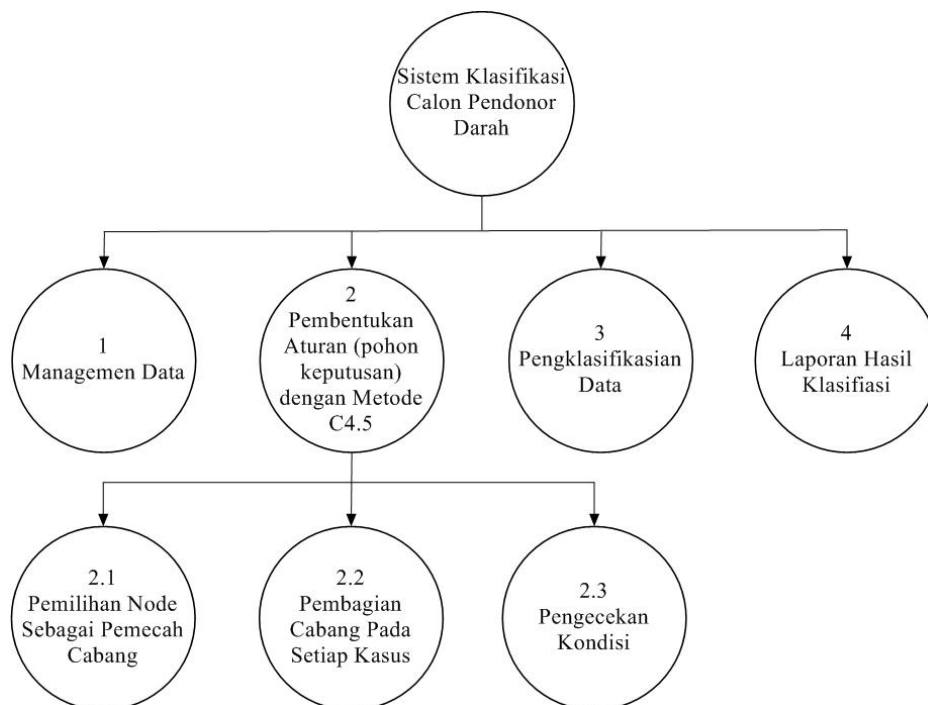 Sistem Klasifikasi
Calon Pendonor
Darah
1
Managemen Data
2
Pembentukan
Aturan (pohon
keputusan)
dengan Metode
C4.5
3
Pengklasifikasian
Data
4
Laporan Hasil
Klasifiasi
2.1
Pemilihan Node
Sebagai Pemecah
Cabang
2.2
Pembagian
Cabang Pada
Setiap Kasus
2.3
Pengecekan
Kondisi